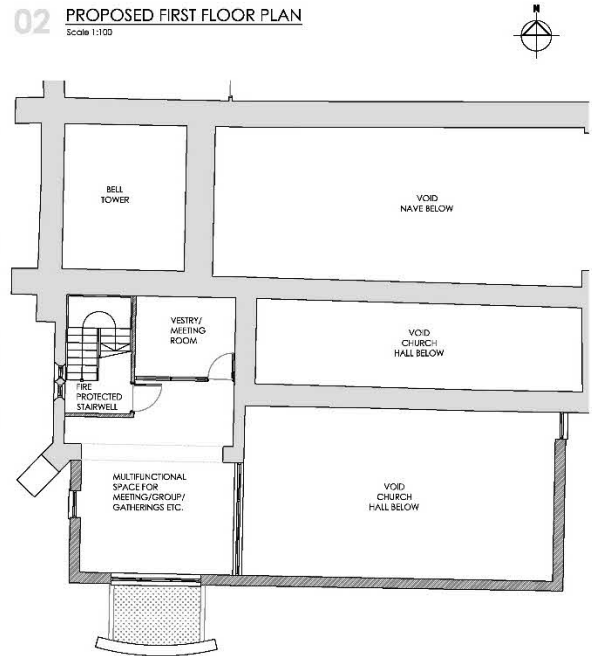 02 PROPOSED FIRST FLOOR PLAN
Scale 1:100
N
BELL
TOWER
VOID
NAVE BELOW
VESTRY/
MEETING
ROOM
VOID
CHURCH
HALL BELOW
FIRE
PROTECTED
STAIRWELL
MULTIFUNCTIONAL
SPACE FOR
MEETING/GROUP/
GATHERINGS ETC.
VOID
CHURCH
HALL BELOW